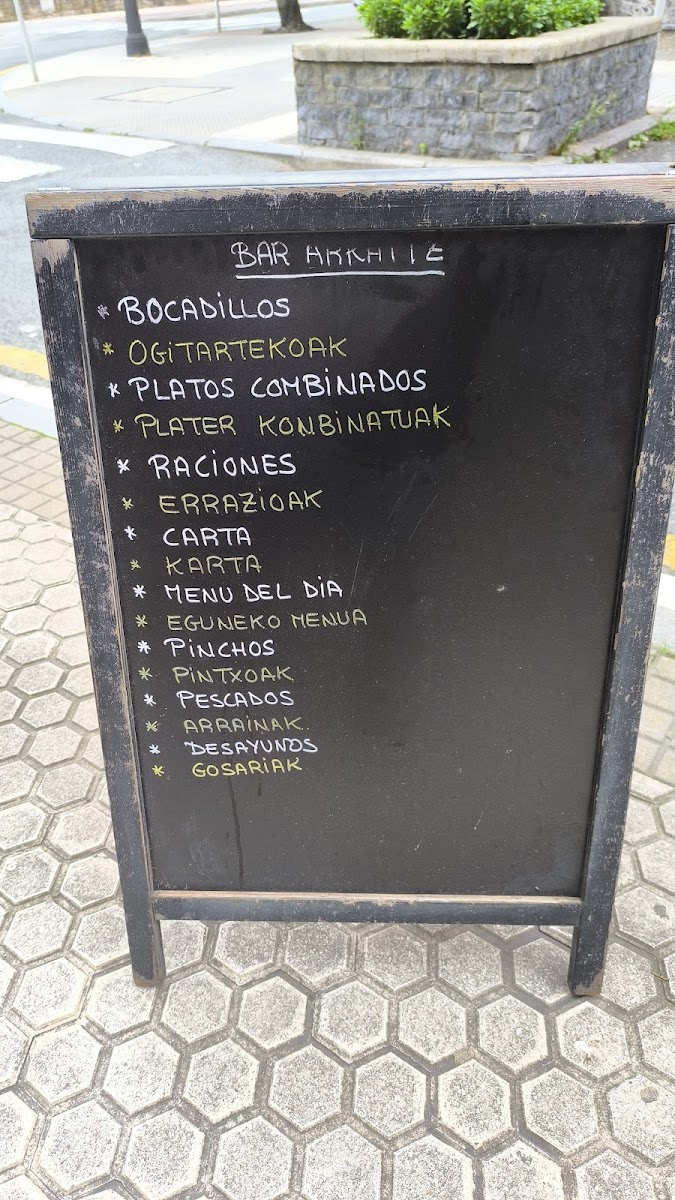 BAR
* BOCADILLOS
* OGITARTEKOAK
* PLATOS COMBINADOS
* PLATER KONBINATUAK
* RACIONES
* ERRAZIOAK
* CARTA
* KARTA
* MENU DEL DIA
* EGUNEKO MENUA
* PINCHOS
* PINTXOAK
* PESCADOS
* ARRAINAK.
* DESAYUNOS
* GOSARIAK